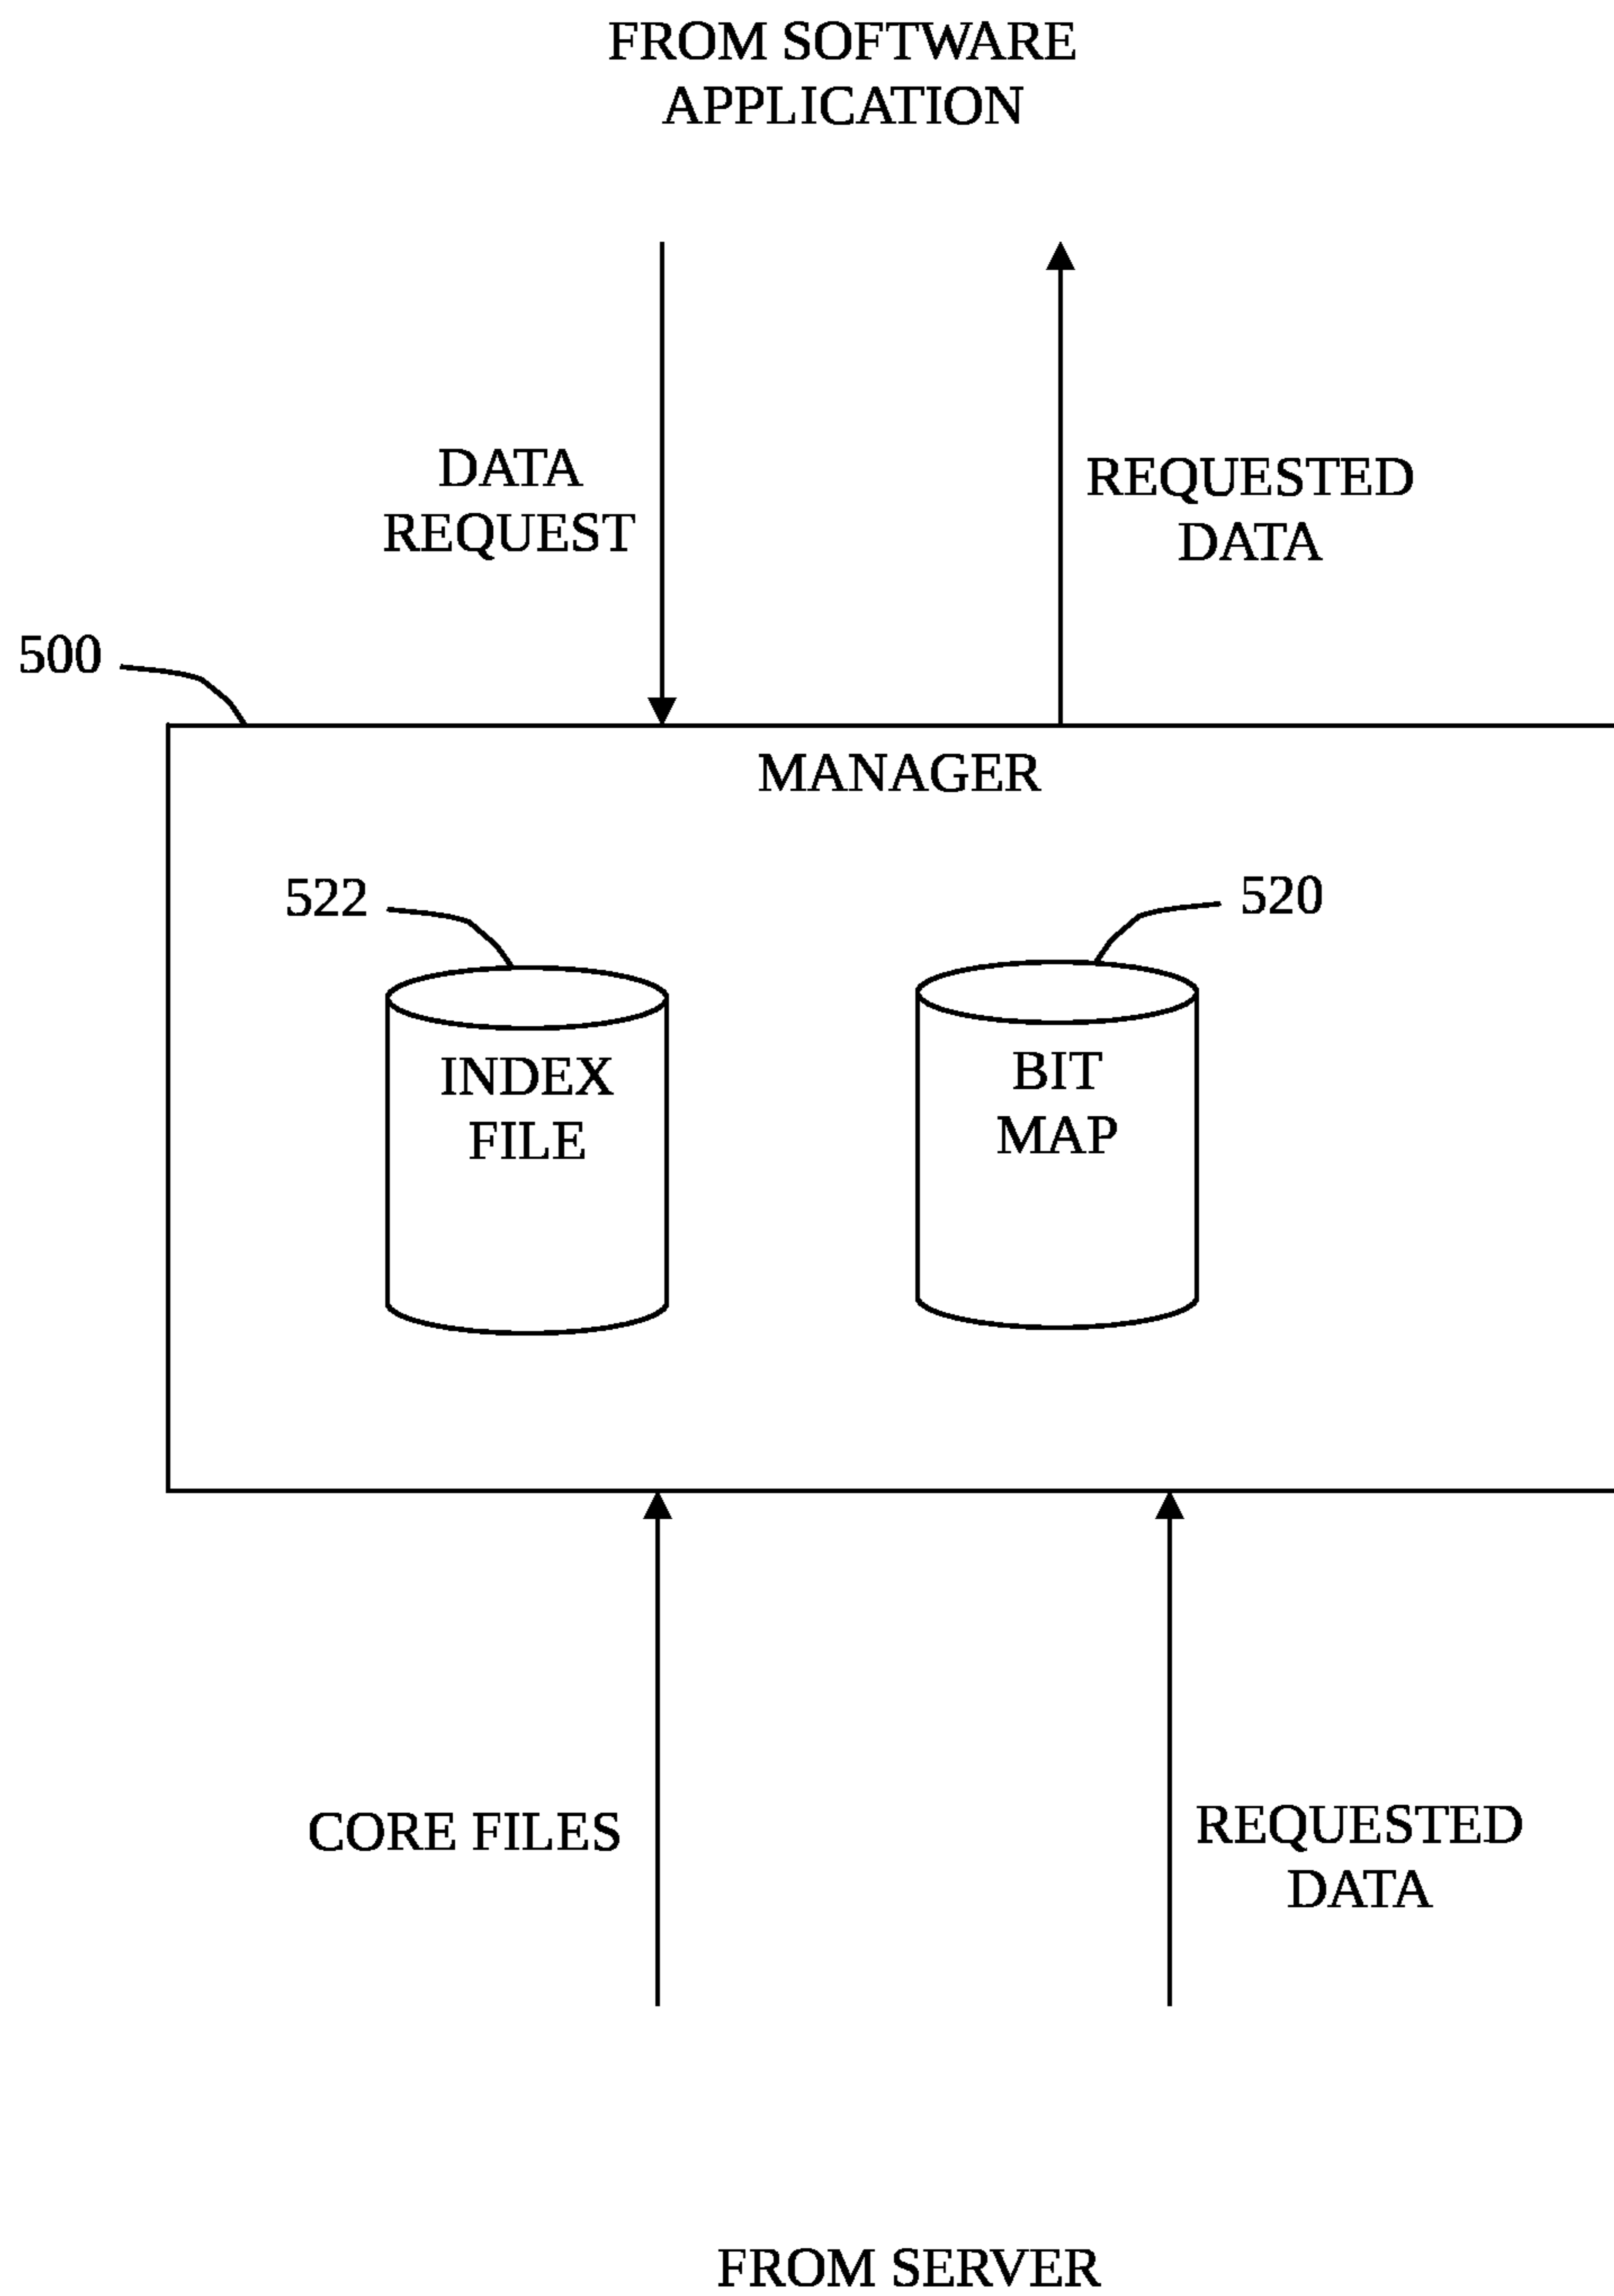 FROM SOFTWARE
APPLICATION
DATA
REQUEST
REQUESTED
DATA
500
MANAGER
522
520
INDEX
FILE
BIT
MAP
CORE FILES
REQUESTED
DATA
FROM SERVER